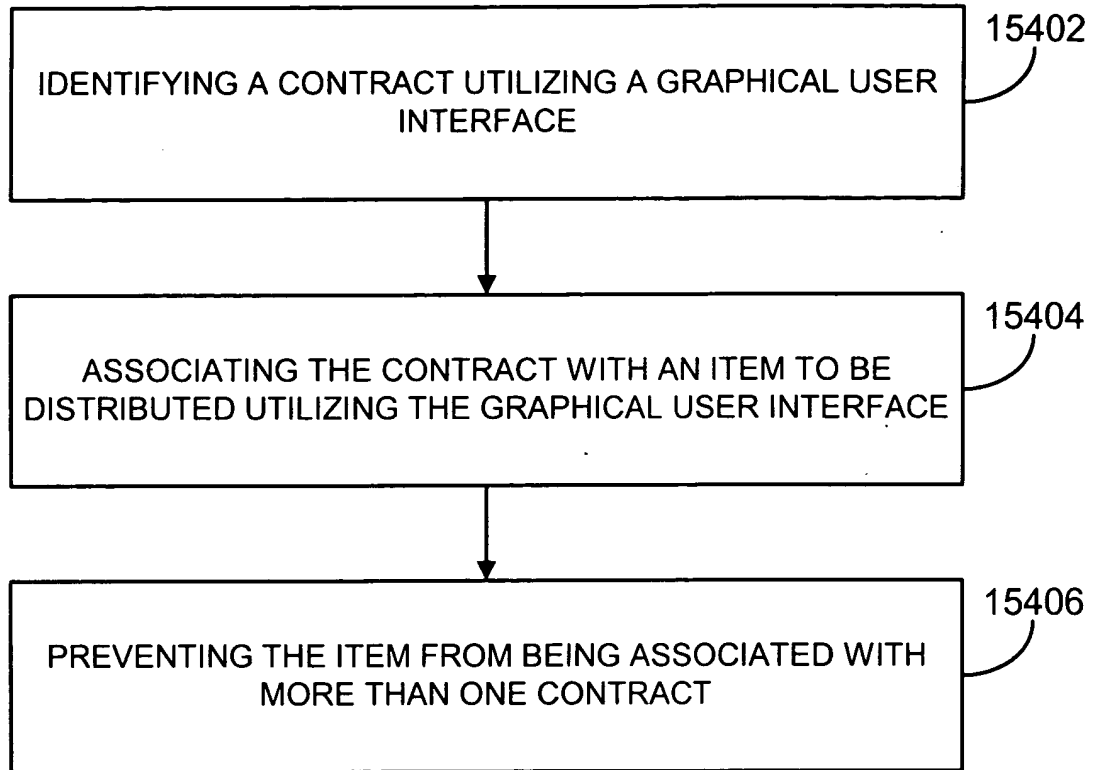 15402
IDENTIFYING A CONTRACT UTILIZING A GRAPHICAL USER
INTERFACE
15404
ASSOCIATING THE CONTRACT WITH AN ITEM TO BE
DISTRIBUTED UTILIZING THE GRAPHICAL USER INTERFACE
15406
PREVENTING THE ITEM FROM BEING ASSOCIATED WITH
MORE THAN ONE CONTRACT